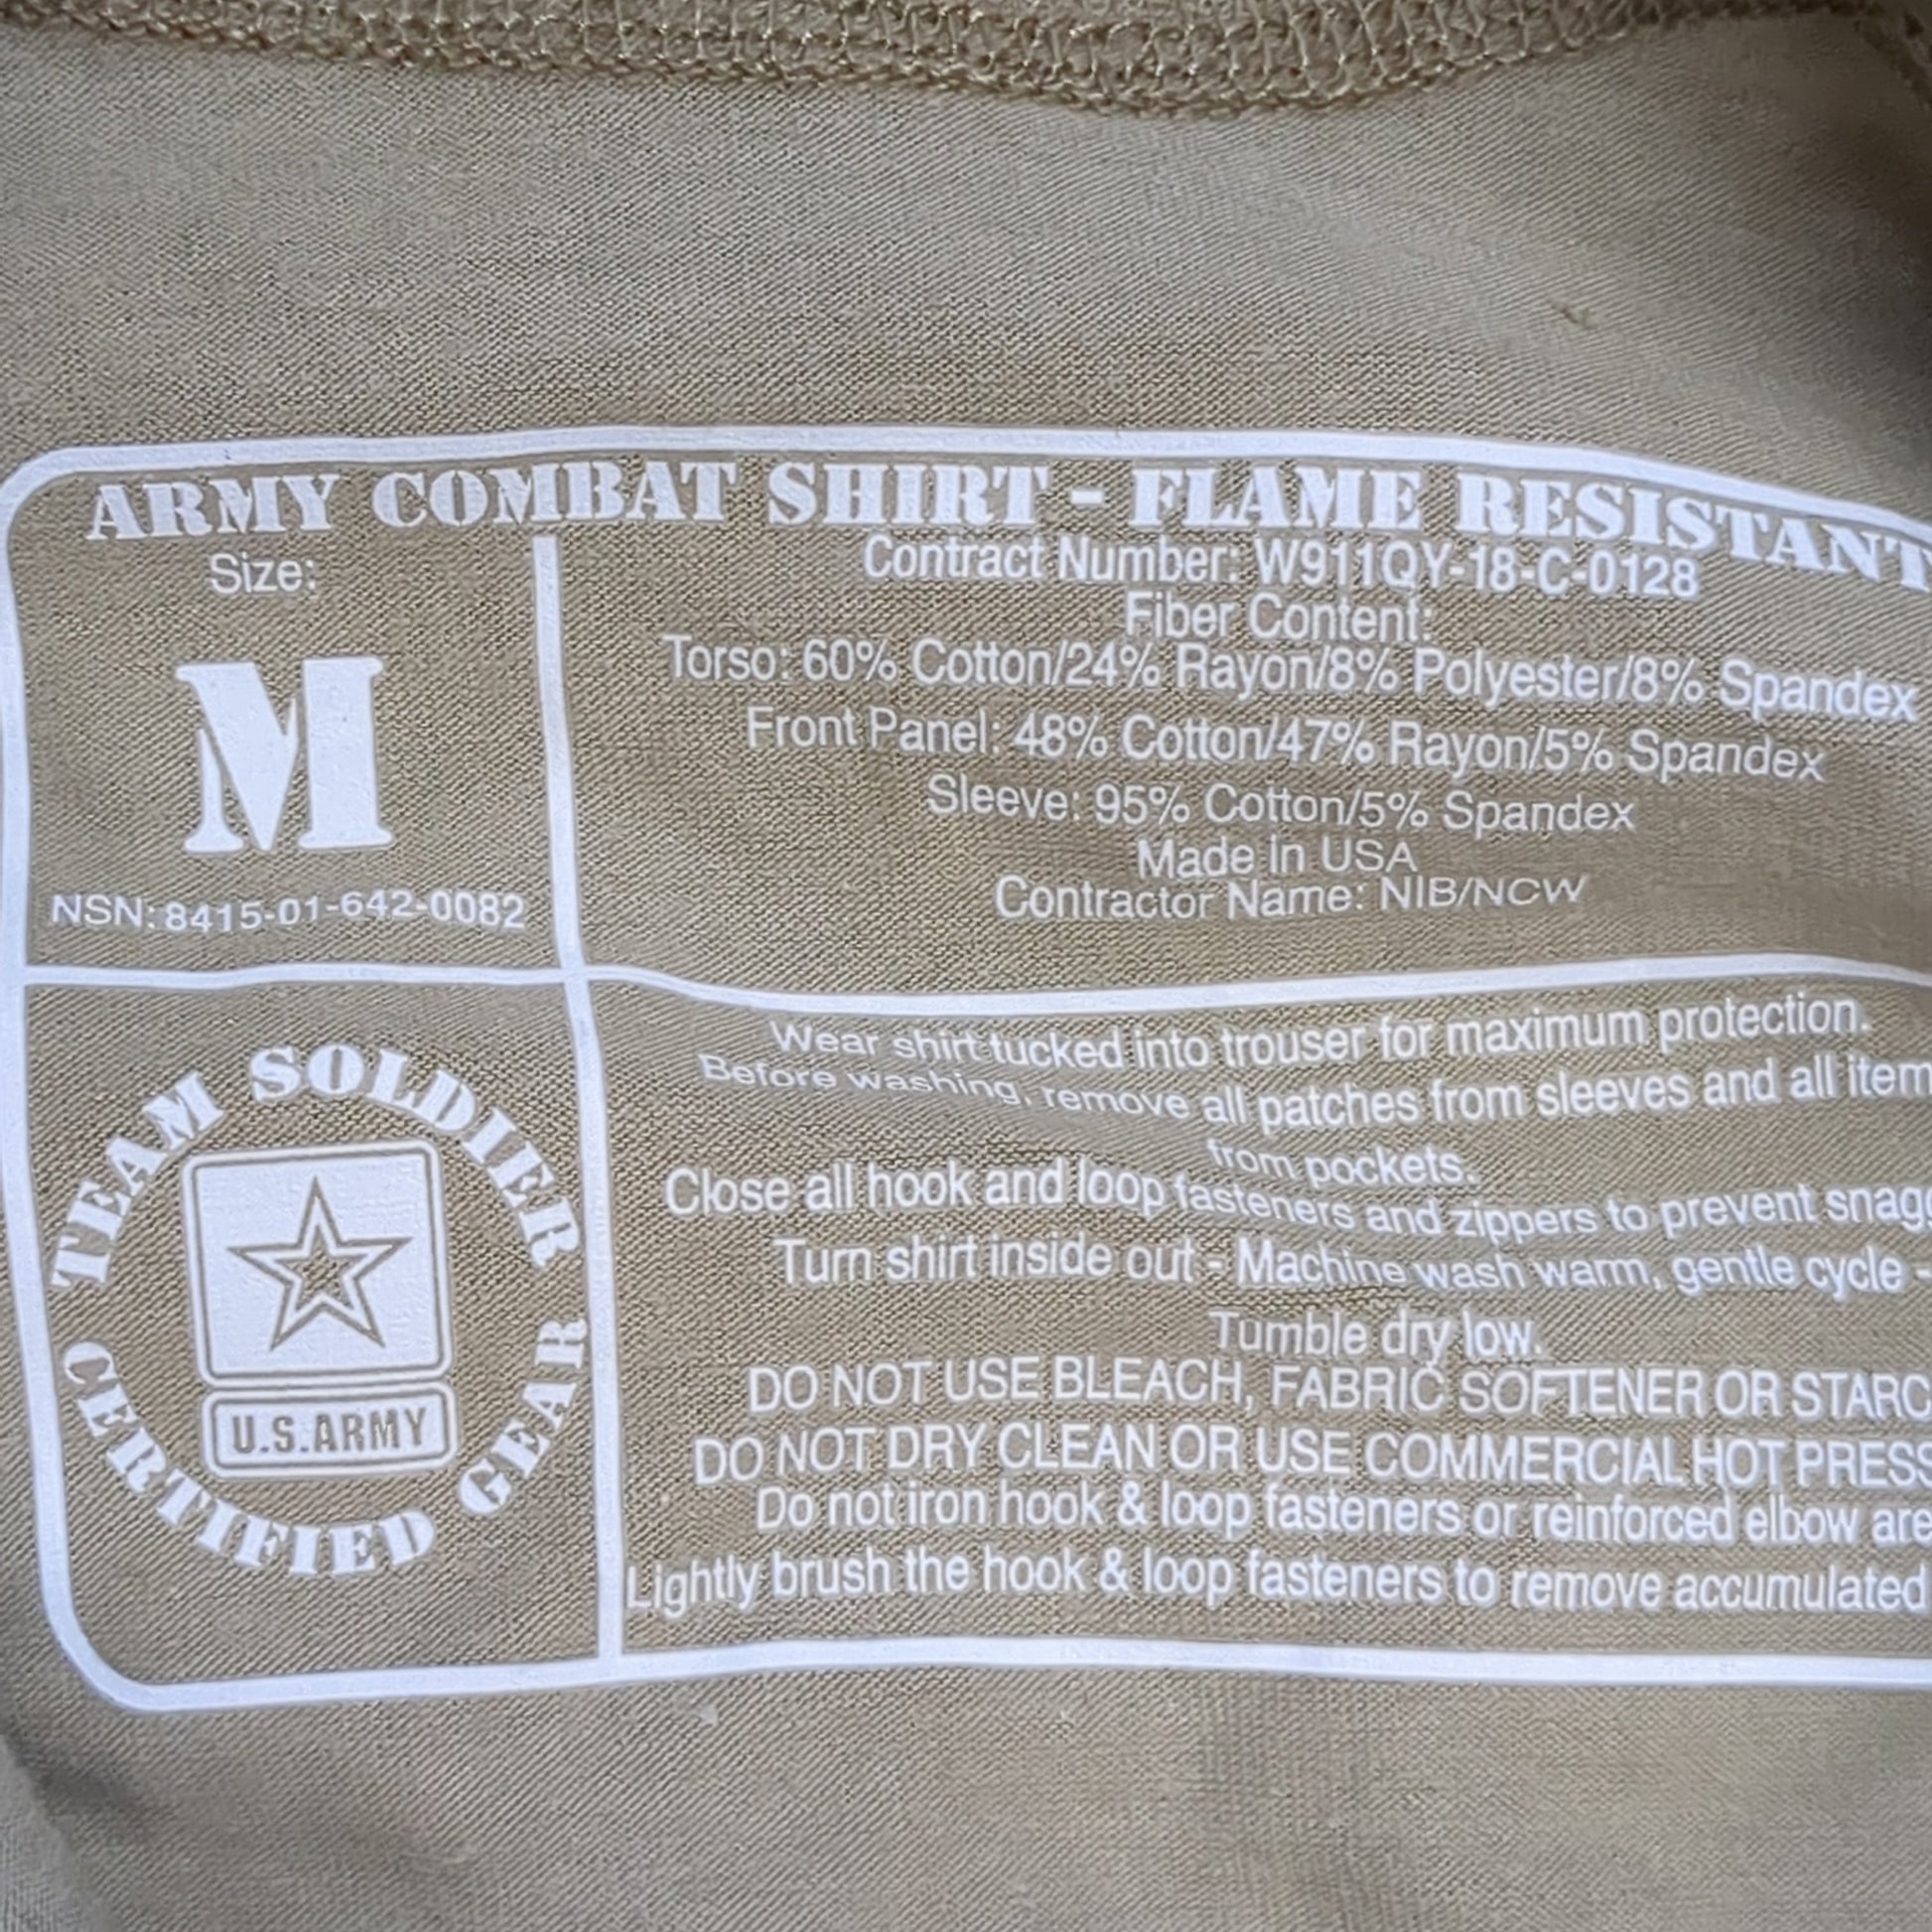 ARMY COMBAT SHIRT - FLAME RESISTANT
Size:
M
NSN: 8415-01-642-0082
Contract Number: W911QY-18-C-0128
Fiber Content:
Torso: 60% Cotton/24% Rayon/8% Polyester/8% Spandex
Front Panel: 48% Cotton/47% Rayon/5% Spandex
Sleeve: 95% Cotton/5% Spandex
Made in USA
Contractor Name: NIB/NCW
TEAM SOLDIER
CERTIFIED GEAR
U.S.ARMY
Wear shirt tucked into trouser for maximum protection.
Before washing, remove all patches from sleeves and all item
from pockets.
Close all hook and loop fasteners and zippers to prevent snag
Turn shirt inside out - Machine wash warm, gentle cycle -
Tumble dry low.
DO NOT USE BLEACH, FABRIC SOFTENER OR STARC
DO NOT DRY CLEAN OR USE COMMERCIAL HOT PRESS
Do not iron hook & loop fasteners or reinforced elbow are
Lightly brush the hook & loop fasteners to remove accumulated